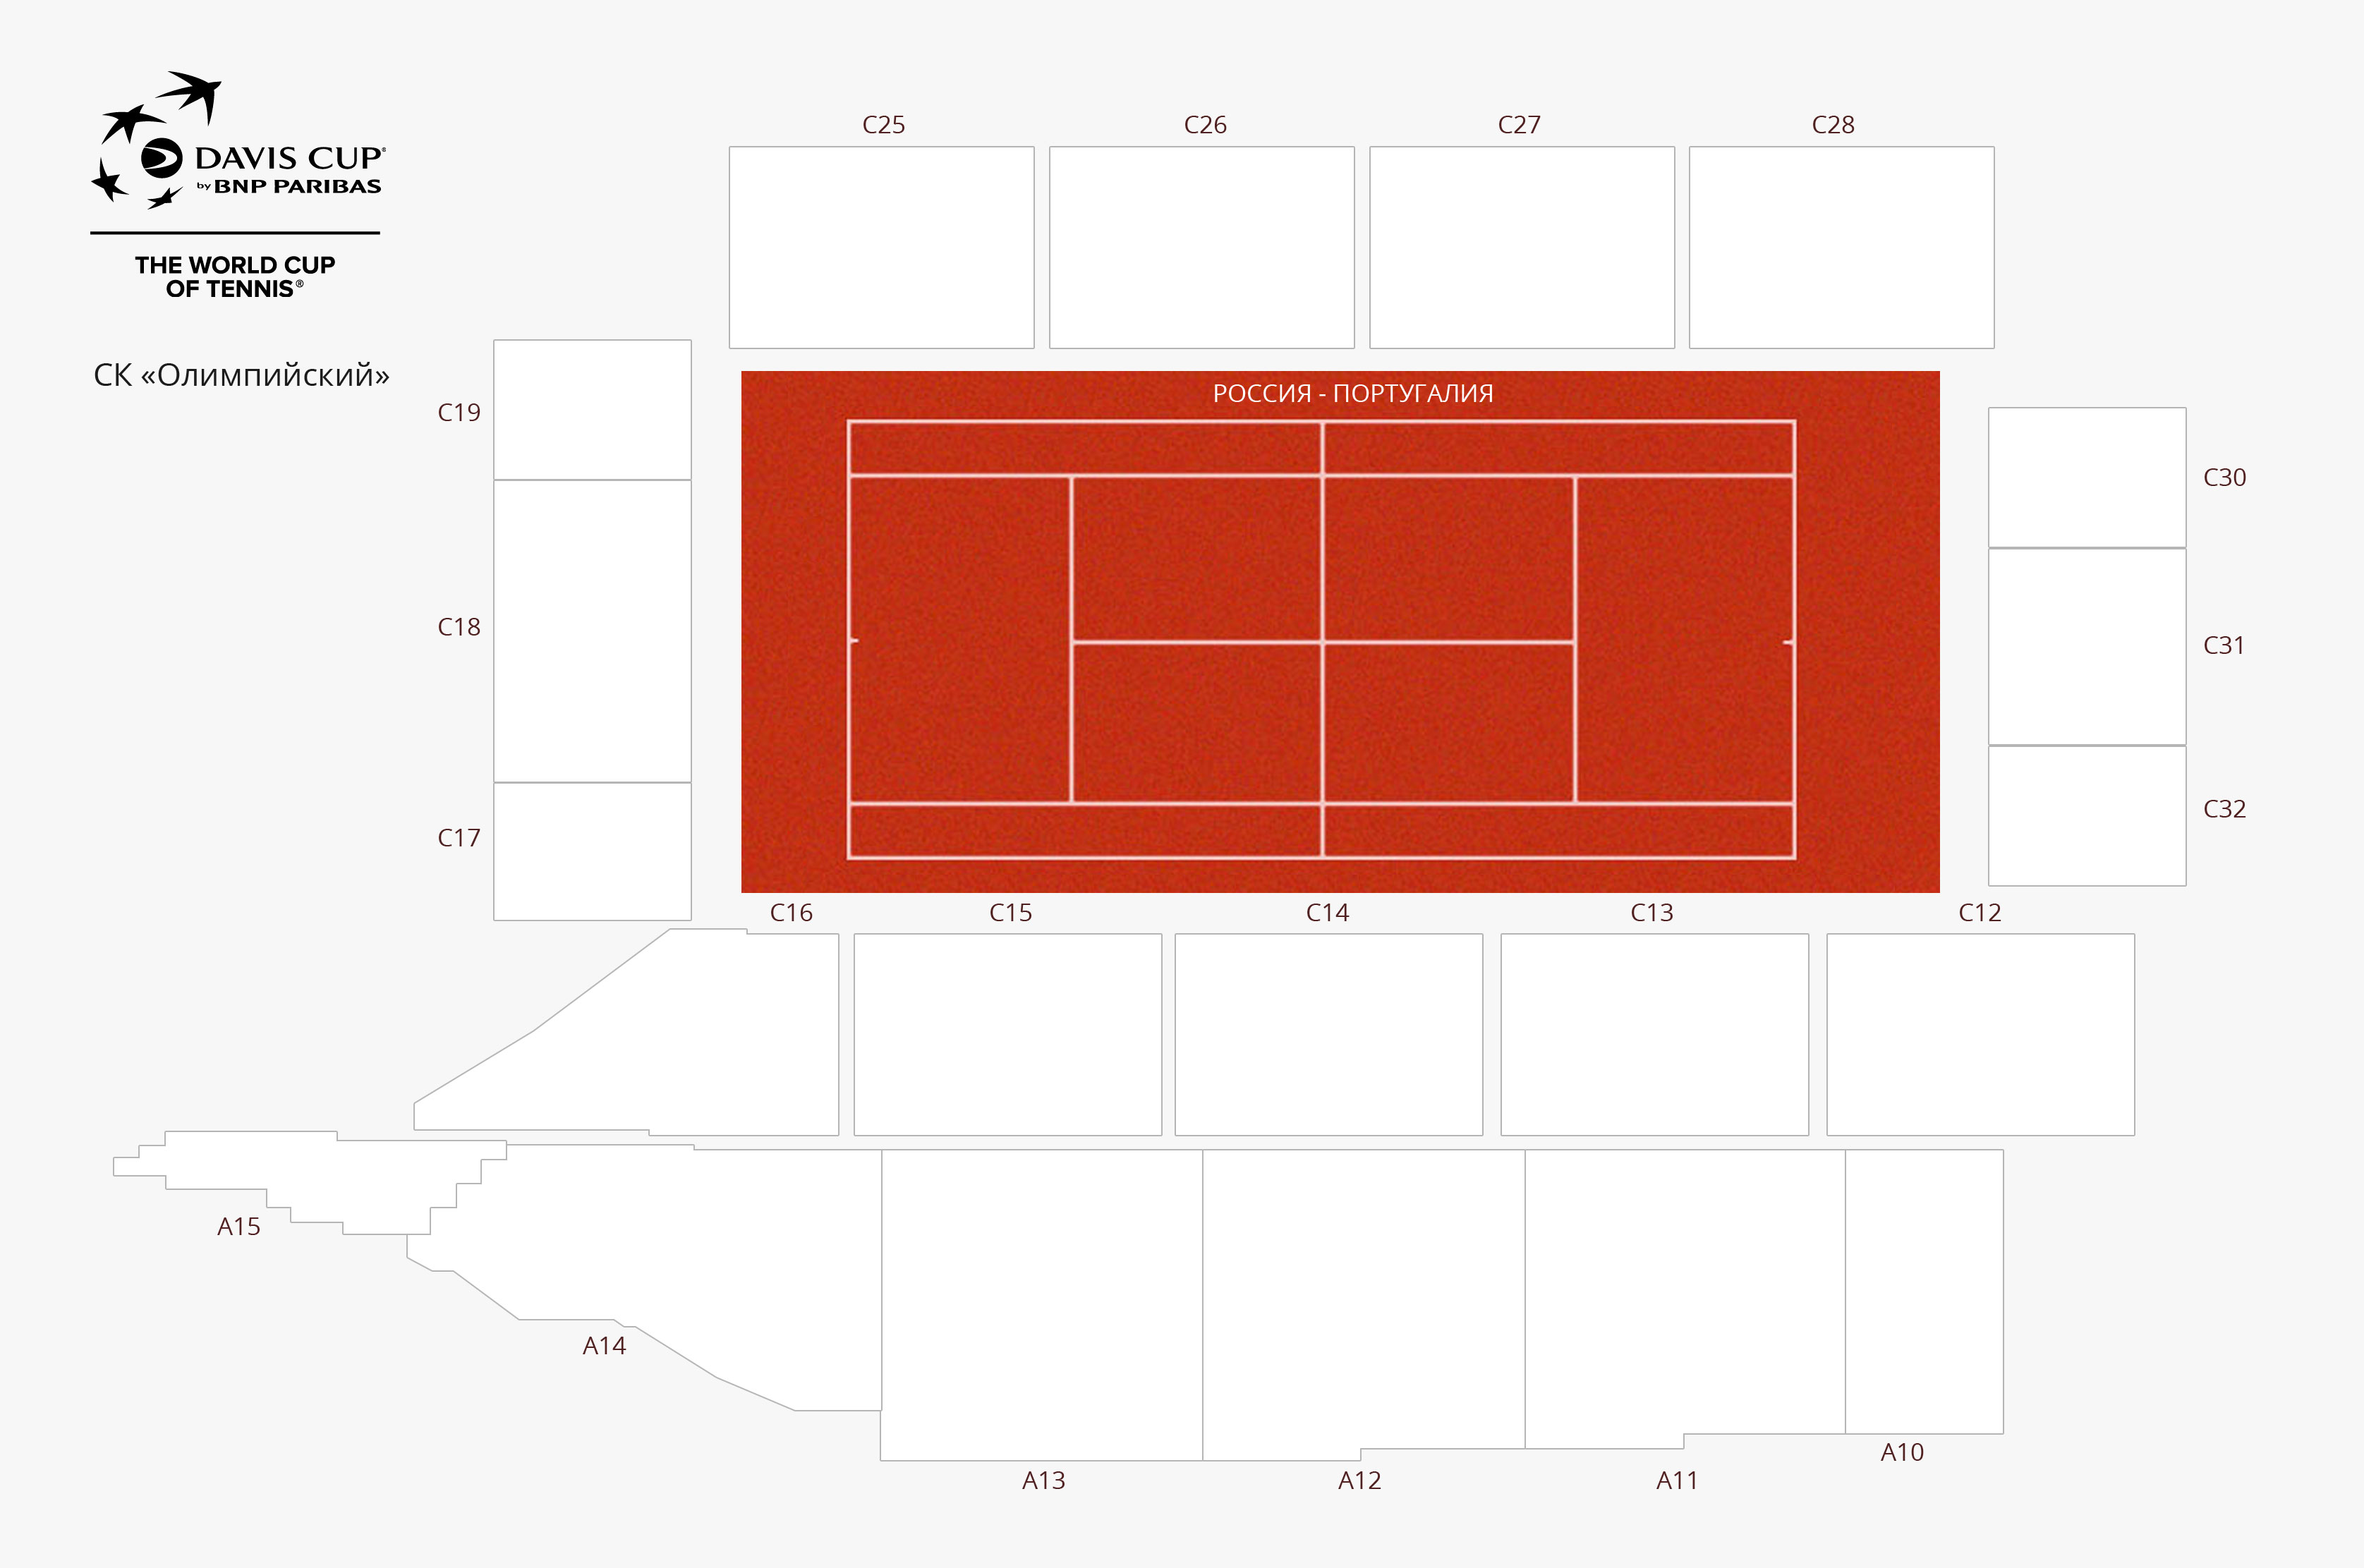 DAVIS CUP®
by BNP PARIBAS
THE WORLD CUP
OF TENNIS®
СК «Олимпийский»
C25 C26 C27 C28
РОССИЯ - ПОРТУГАЛИЯ
C19
C30
C18
C31
C17
C32
C16 C15 C14 C13 C12
A15
A14
A13 A12 A11 A10